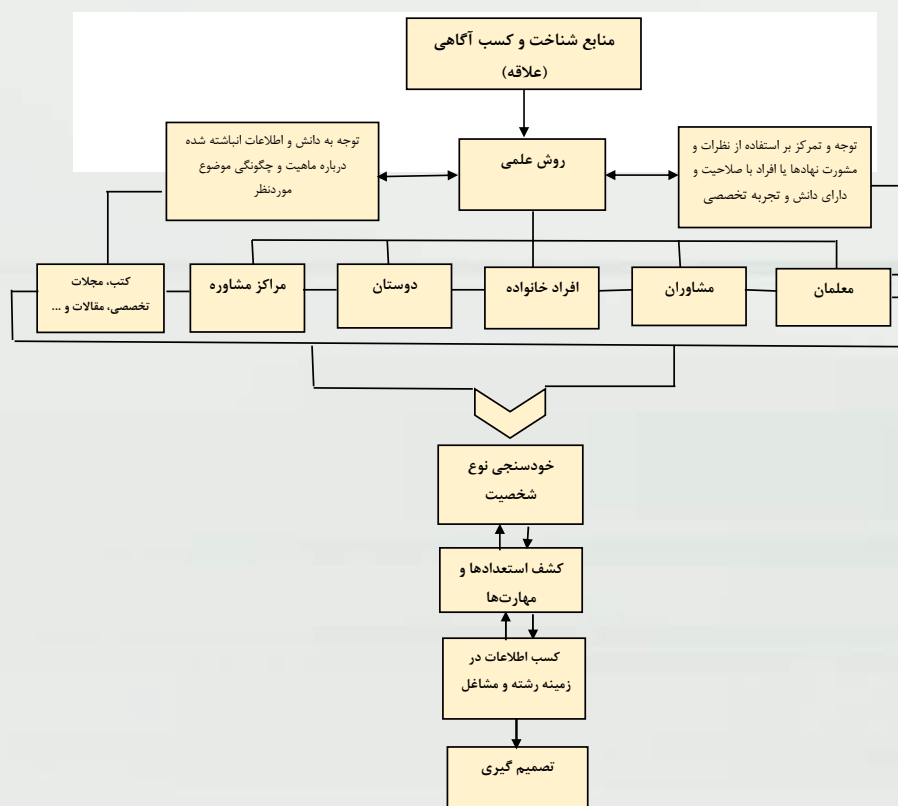 منابع شناخت و کسب آگاهی
(علاقه)
توجه و تمرکز بر استفاده از نظرات و
مشورت نهادها یا افراد با صلاحیت و
دارای دانش و تجربه تخصصی
روش علمی
توجه به دانش و اطلاعات انباشته شده
درباره ماهیت و چگونگی موضوع
موردنظر
معلمان
مشاوران
افراد خانواده
دوستان
مراکز مشاوره
کتب، مجلات
تخصصی، مقالات و ...
خودسنجی نوع
شخصیت
کشف استعدادها و
مهارت‌ها
کسب اطلاعات در
زمینه رشته و مشاغل
تصمیم گیری